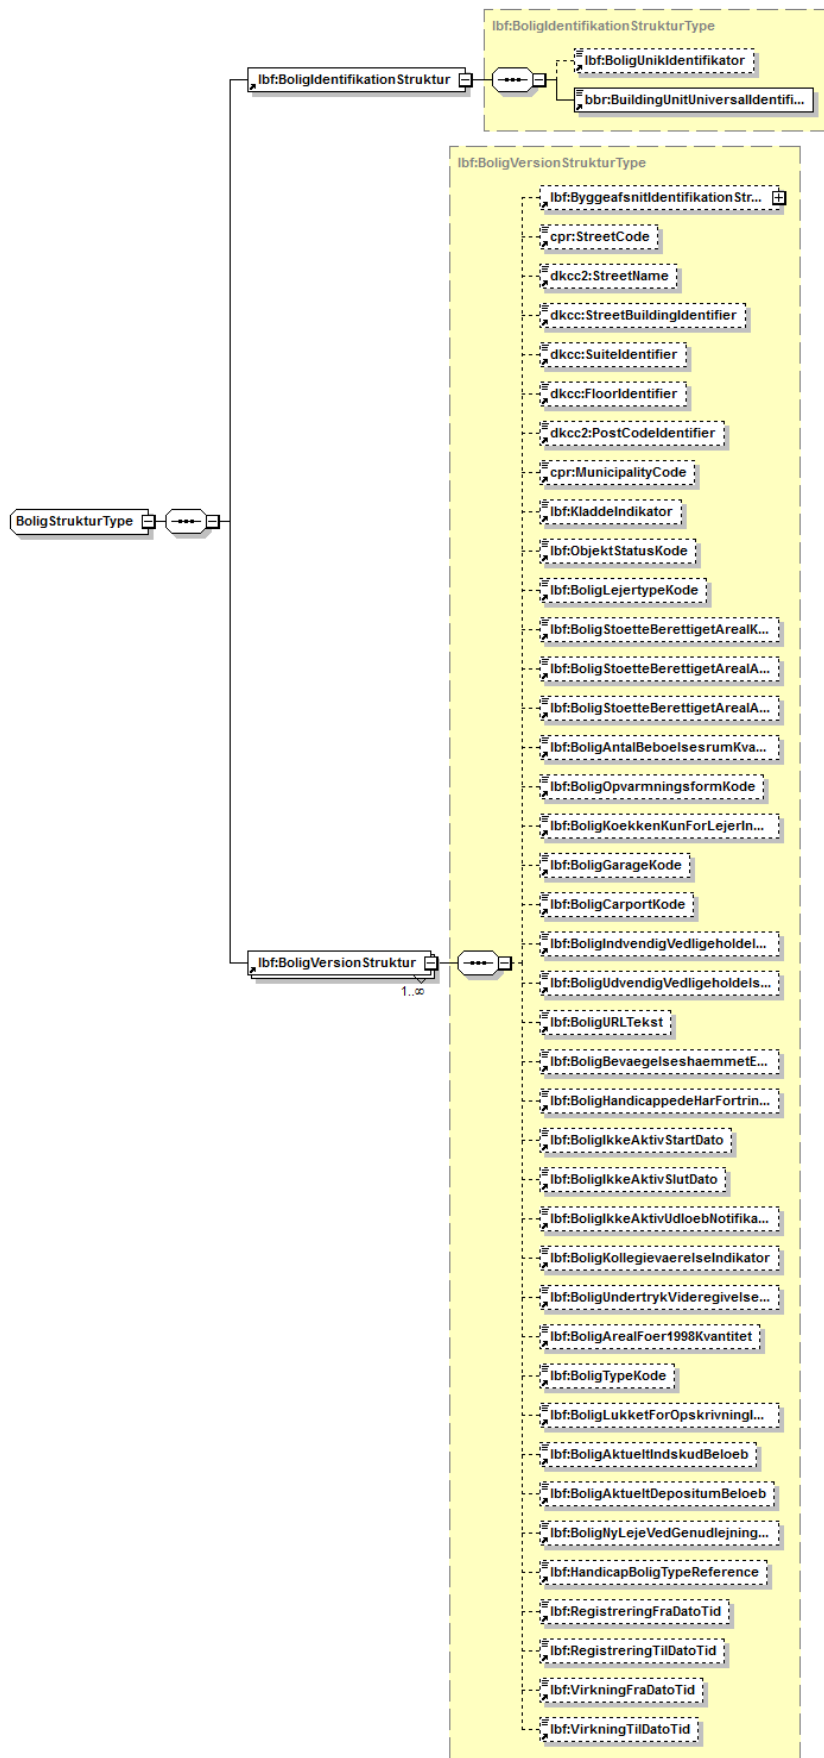 lbf:BoligIdentifikationStrukturType
lbf:BoligIdentifikationStruktur
lbf:BoligUnikIdentifikator
bbr:BuildingUnitUniversalIdentifi...
lbf:BoligVersionStrukturType
lbf:ByggeafsnitIdentifikationStr...
cpr:StreetCode
dkcc2:StreetName
dkcc:StreetBuildingIdentifier
dkcc:SuiteIdentifier
dkcc:FloorIdentifier
dkcc2:PostCodeIdentifier
cpr:MunicipalityCode
lbf:KladdeIndikator
BoligStrukturType
lbf:ObjektStatusKode
lbf:BoligLejertypeKode
lbf:BoligStoetteBerettigetArealK...
lbf:BoligStoetteBerettigetArealA...
lbf:BoligStoetteBerettigetArealA...
lbf:BoligAntalBeboelsesrumKva...
lbf:BoligOpvarmningsformKode
lbf:BoligKoekkenKunForLejerIn...
lbf:BoligGarageKode
lbf:BoligCarportKode
lbf:BoligIndvendigVedligeholdel...
lbf:BoligVersionStruktur
1..∞
lbf:BoligUdvendigVedligeholdels...
lbf:BoligURLTekst
lbf:BoligBevaegelseshaemmetE...
lbf:BoligHandicappedeHarFortrin...
lbf:BoligIkkeAktivStartDato
lbf:BoligIkkeAktivSlutDato
lbf:BoligIkkeAktivUdloebNotifika...
lbf:BoligKollegievaerelseIndikator
lbf:BoligUndertrykVideregivelse...
lbf:BoligArealFoer1998Kvantitet
lbf:BoligTypeKode
lbf:BoligLukketForOpskrivningI...
lbf:BoligAktueltIndskudBeloeb
lbf:BoligAktueltDepositumBeloeb
lbf:BoligNyLejeVedGenudlejning...
lbf:HandicapBoligTypeReference
lbf:RegistreringFraDatoTid
lbf:RegistreringTilDatoTid
lbf:VirkningFraDatoTid
lbf:VirkningTilDatoTid